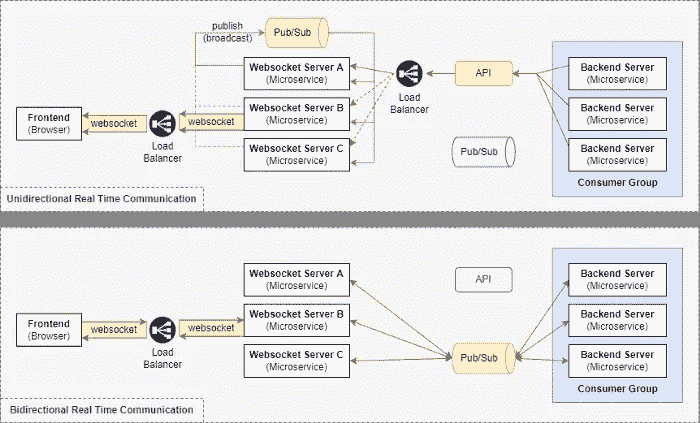 publish
(broadcast)
Pub/Sub
Websocket Server A
(Microservice)
Websocket Server B
(Microservice)
Websocket Server C
(Microservice)
Frontend
(Browser)
websocket
Load
Balancer
websocket
Load
Balancer
API
Pub/Sub
Backend Server
(Microservice)
Backend Server
(Microservice)
Backend Server
(Microservice)
Consumer Group
Unidirectional Real Time Communication
Websocket Server A
(Microservice)
Websocket Server B
(Microservice)
Websocket Server C
(Microservice)
Frontend
(Browser)
websocket
Load
Balancer
websocket
API
Pub/Sub
Backend Server
(Microservice)
Backend Server
(Microservice)
Backend Server
(Microservice)
Consumer Group
Bidirectional Real Time Communication